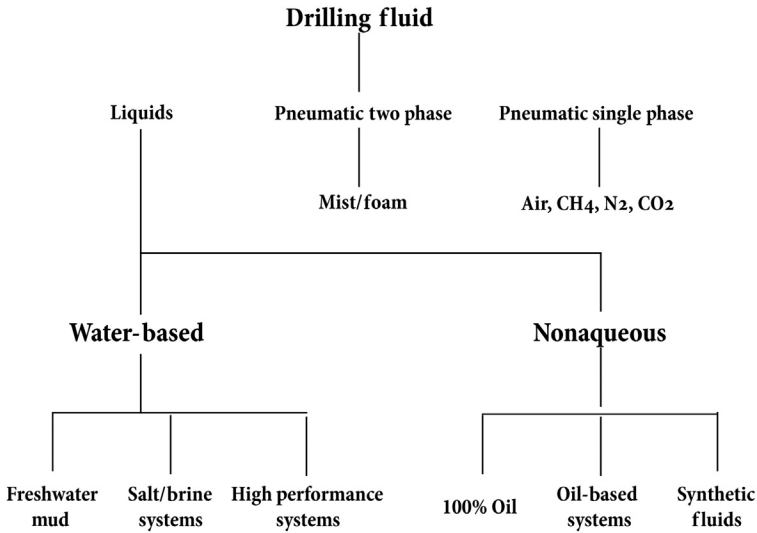 Drilling fluid
Liquids
Pneumatic two phase
Pneumatic single phase
Mist/foam
Air, CH4, N2, CO2
Water-based
Nonaqueous
Freshwater
mud
Salt/brine
systems
High performance
systems
100% Oil
Oil-based
systems
Synthetic
fluids